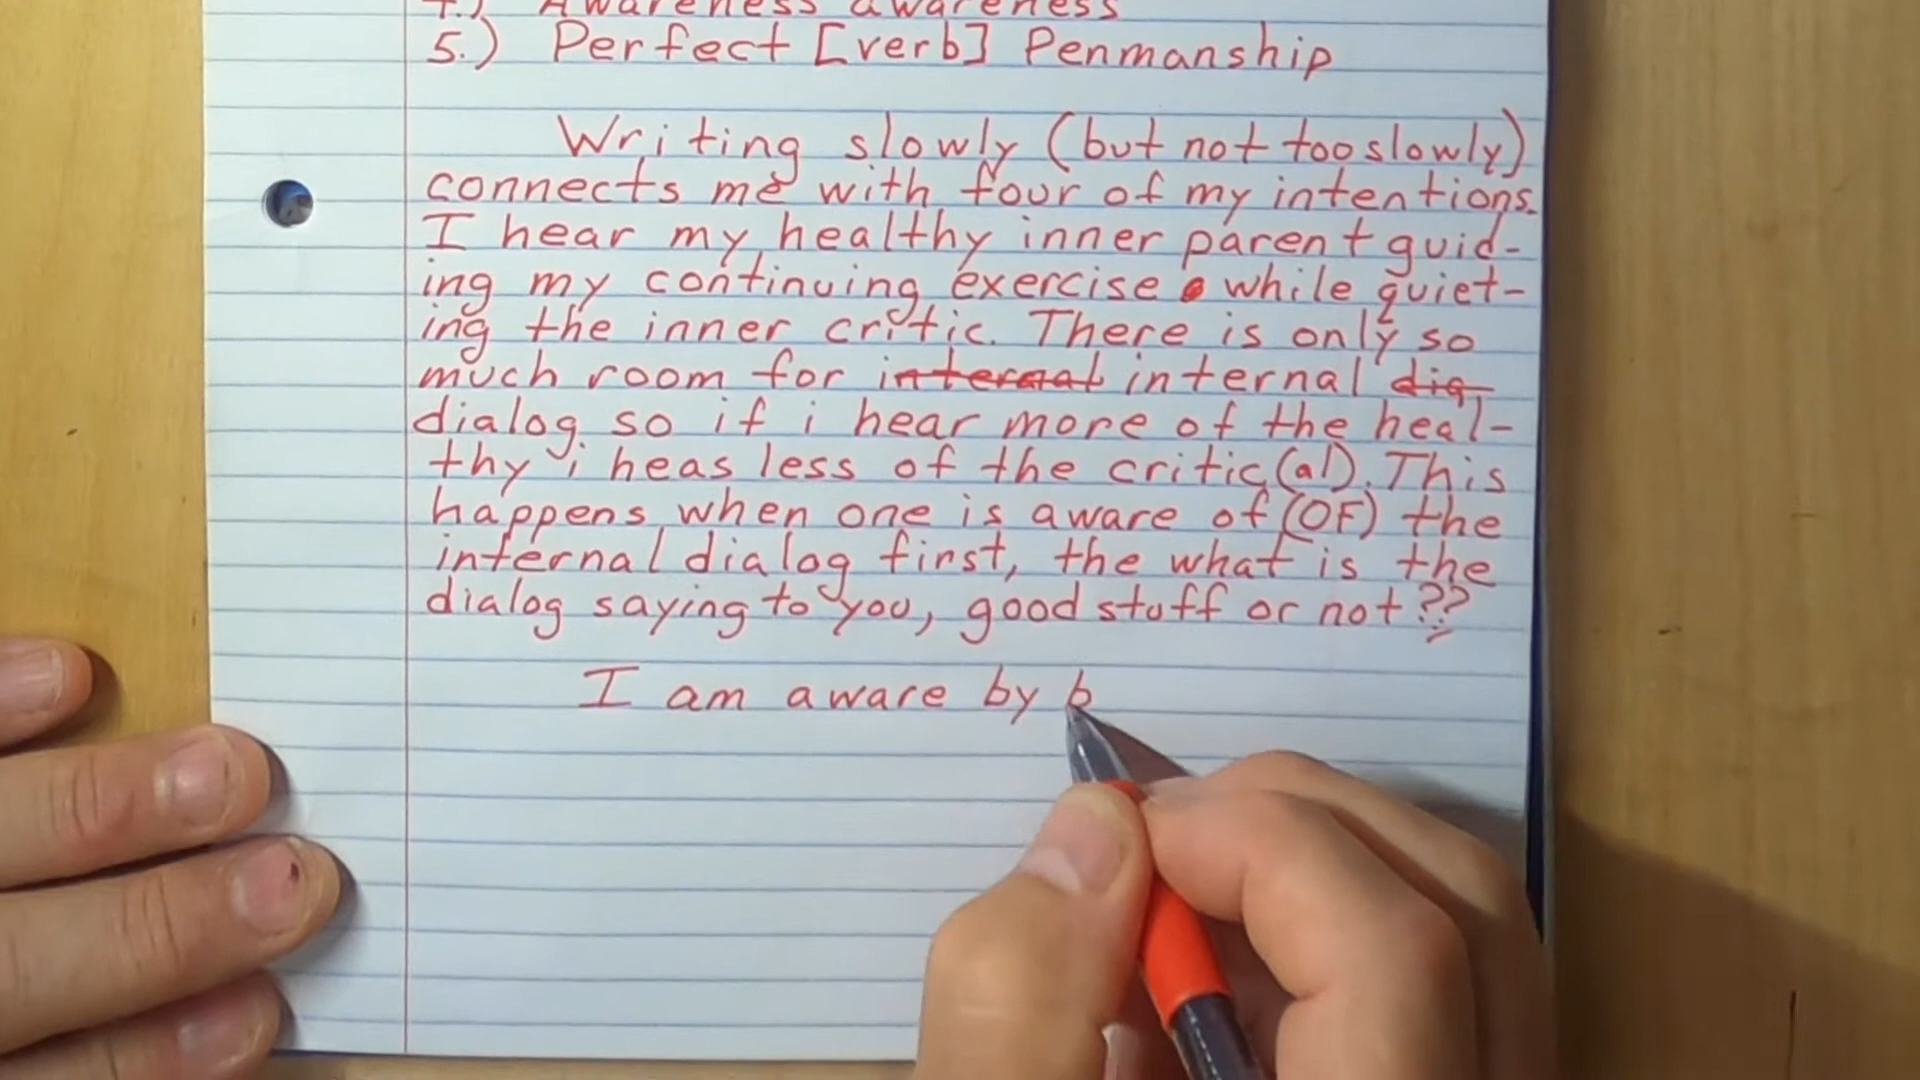 4.) Awareness awareness
5.) Perfect [verb] Penmanship
Writing slowly (but not too slowly)
connects me with four of my intentions.
I hear my healthy inner parent guid-
ing my continuing exercise while quiet-
ing the inner critic. There is only so
much room for internal internal dig
dialog. so if i hear more of the heal-
thy i heas less of the critic(al). This
happens when one is aware of (OF) the
internal dialog first, the what is the
dialog saying to you, good stuff or not??
I am aware by b